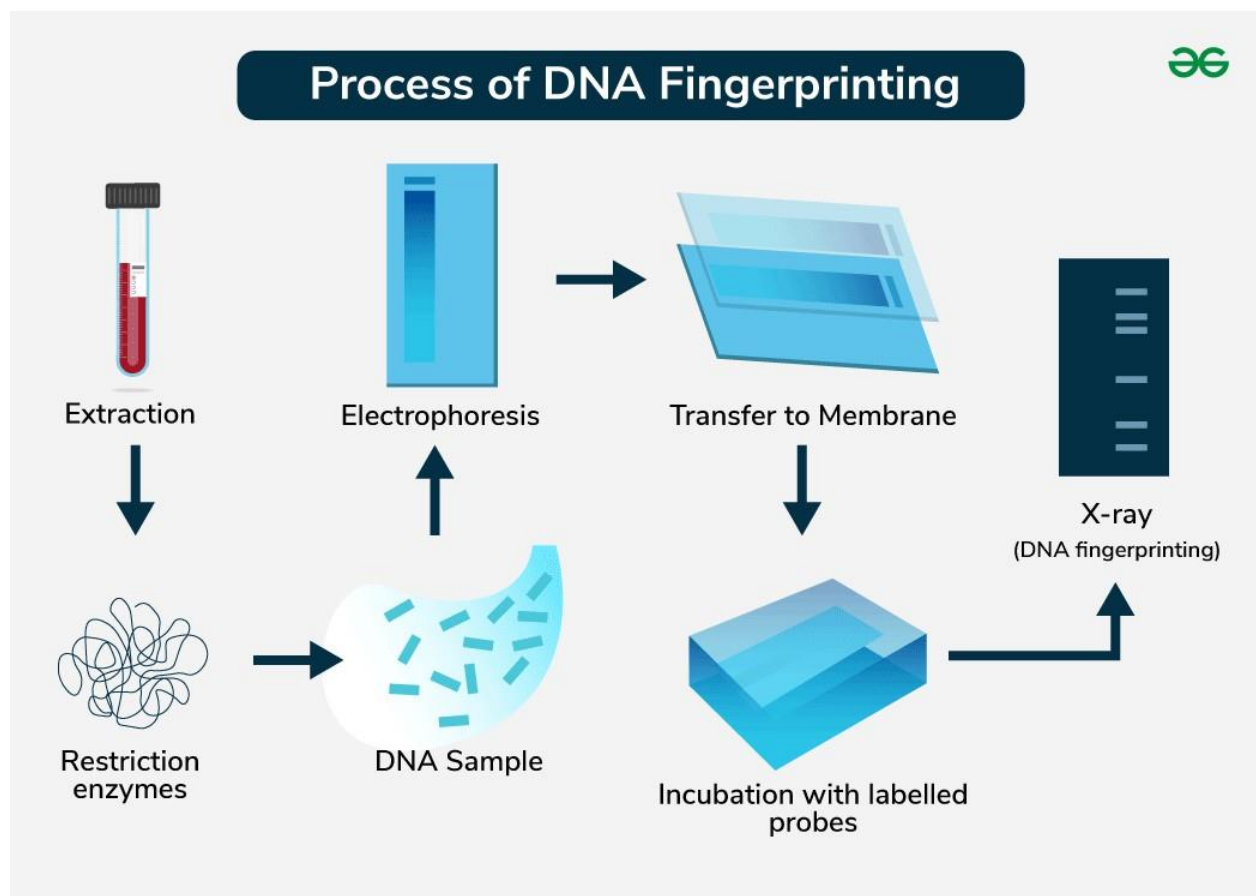 Process of DNA Fingerprinting
Extraction
Electrophoresis
Transfer to Membrane
X-ray
(DNA fingerprinting)
Restriction
enzymes
DNA Sample
Incubation with labelled
probes